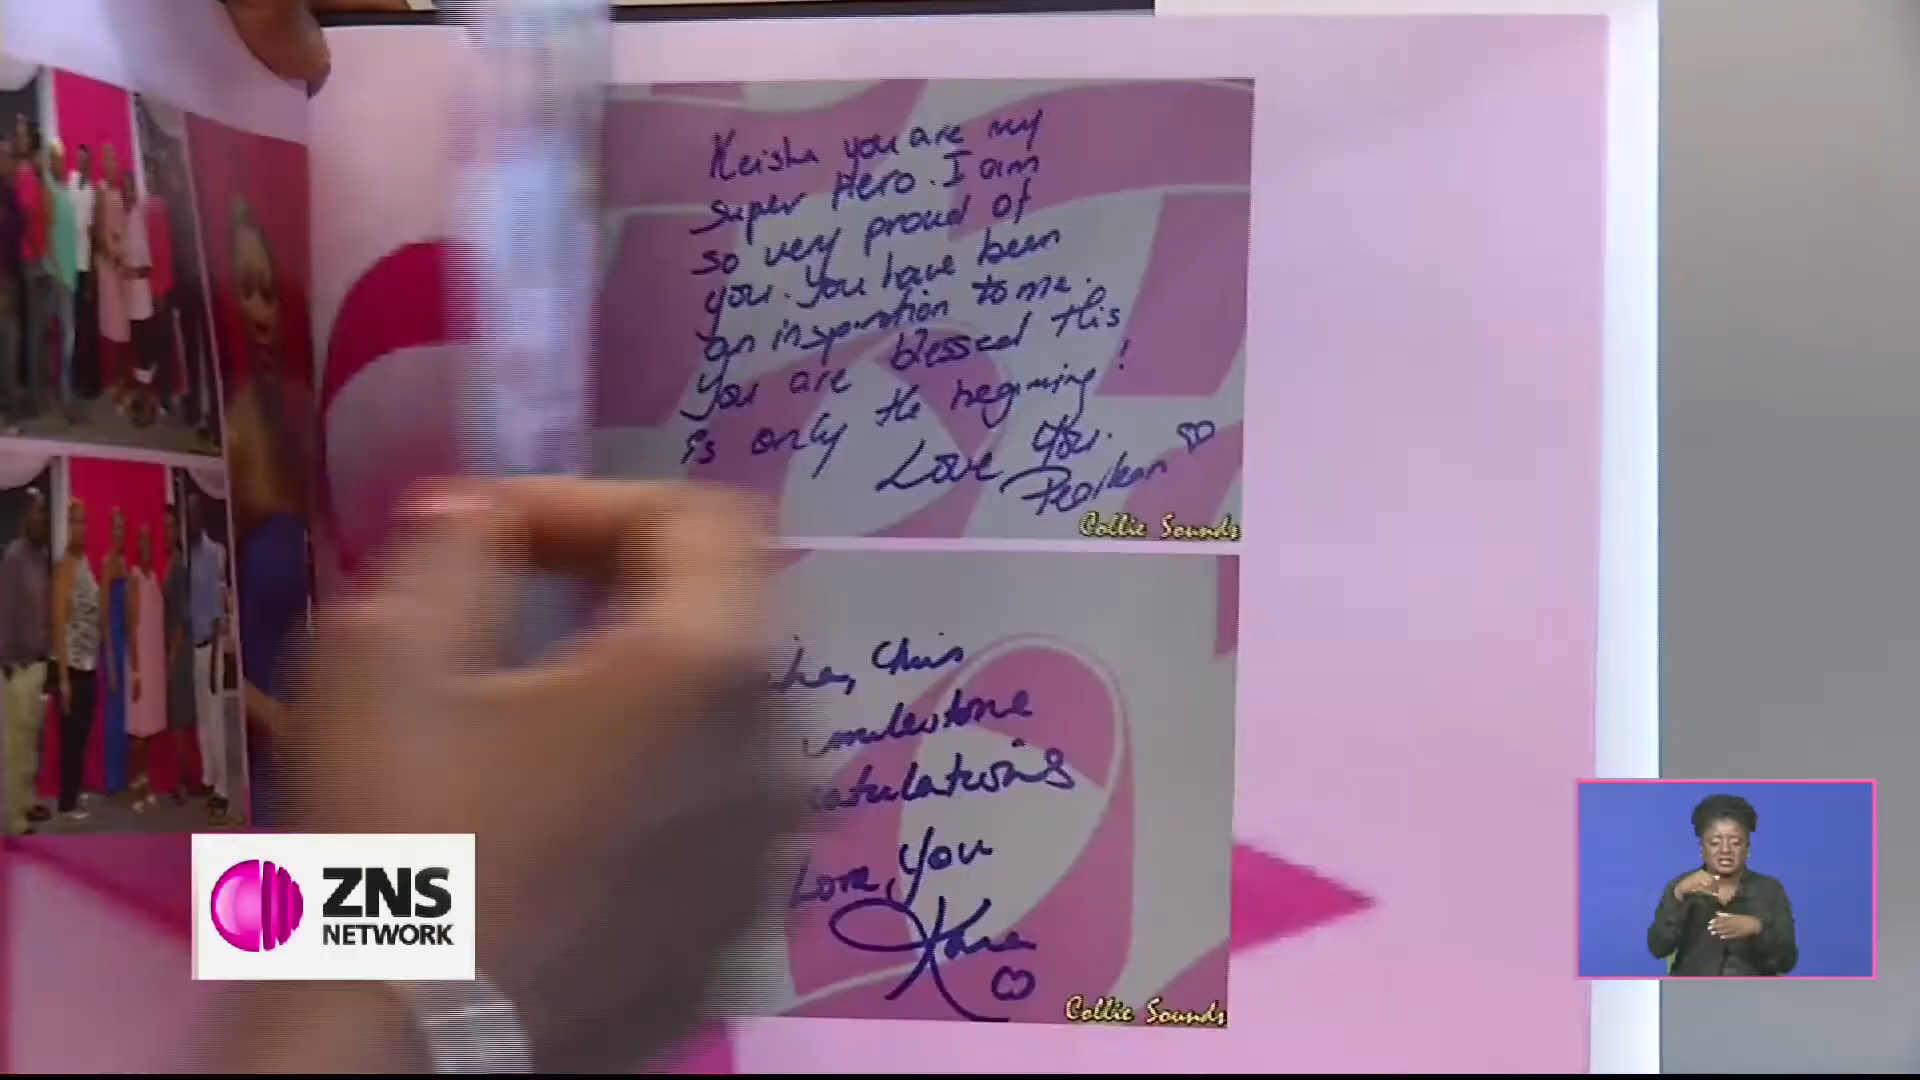 Keisha you are my
super Hero. I am
so very proud of
you. You have been
an inspiration to me.
You are blessed this
is only the begining!
Love You.
Collie Sounds
this
milestone
Love You
Collie Sounds
ZNS
NETWORK